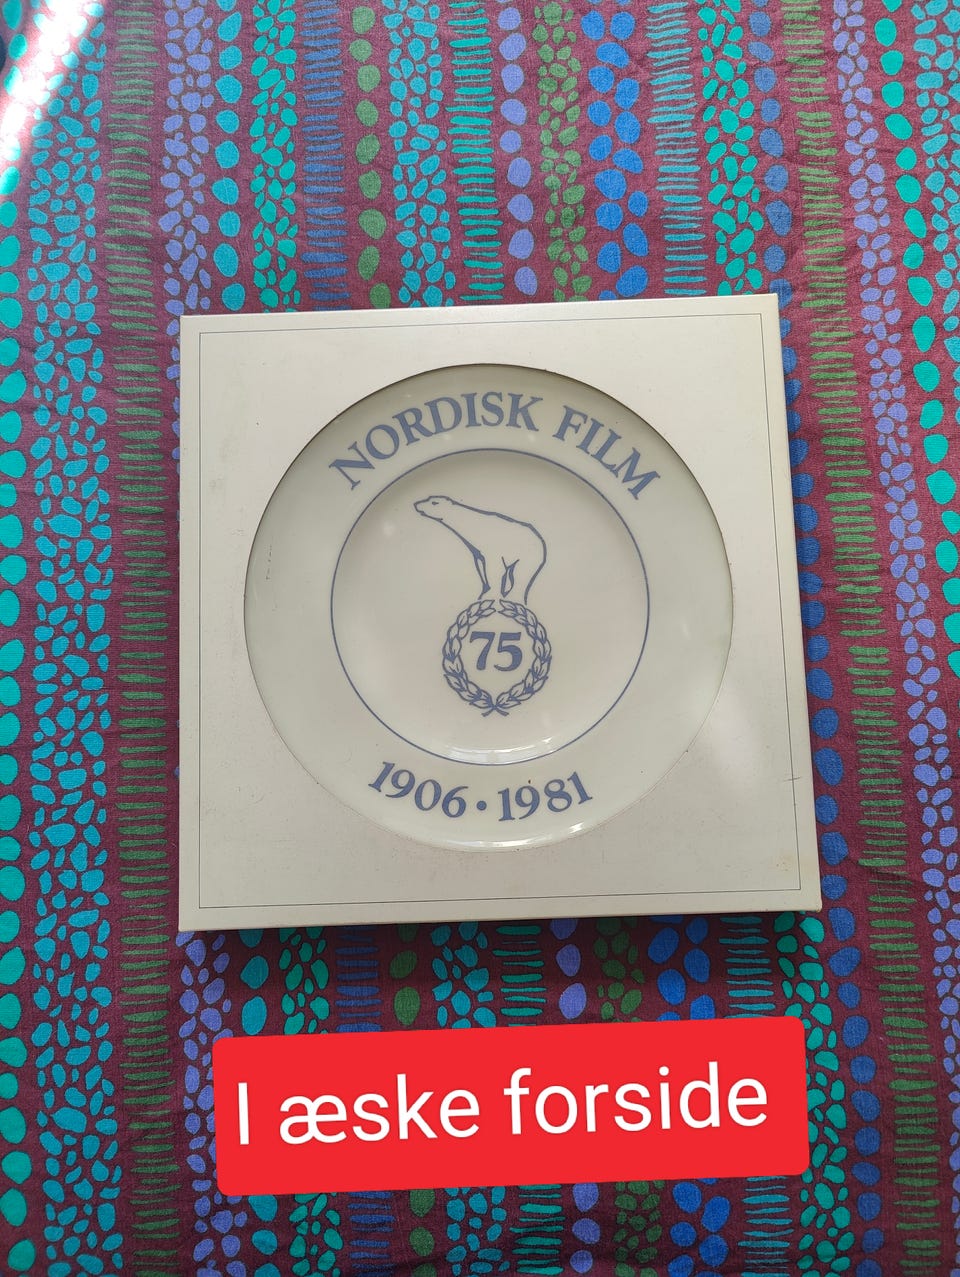 NORDISK FILM
75
1906 · 1981
I æske forside